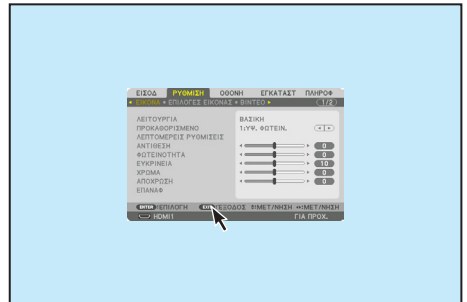 ΕΙΣΟΔ ΡΥΘΜΙΣΗ ΟΘΟΝΗ ΕΓΚΑΤΑΣΤ ΠΛΗΡΟΦ
• ΕΙΚΟΝΑ • ΕΠΙΛΟΓΕΣ ΕΙΚΟΝΑΣ • ΒΙΝΤΕΟ • (1/2)
ΛΕΙΤΟΥΡΓΙΑ ΒΑΣΙΚΗ
ΠΡΟΚΑΘΟΡΙΣΜΕΝΟ 1:ΥΨ. ΦΩΤΕΙΝ.
ΛΕΠΤΟΜΕΡΕΙΣ ΡΥΘΜΙΣΕΙΣ
ΑΝΤΙΘΕΣΗ 0
ΦΩΤΕΙΝΟΤΗΤΑ 0
ΕΥΚΡΙΝΕΙΑ 10
ΧΡΩΜΑ 0
ΑΠΟΧΡΩΣΗ 0
ΕΠΑΝΑΦ
ENTER:ΕΠΙΛΟΓΗ EXIT:ΕΞΟΔΟΣ ↕:ΜΕΤ/ΝΗΣΗ ↔:ΜΕΤ/ΝΗΣΗ
HDMI1 ΓΙΑ ΠΡΟΧ.